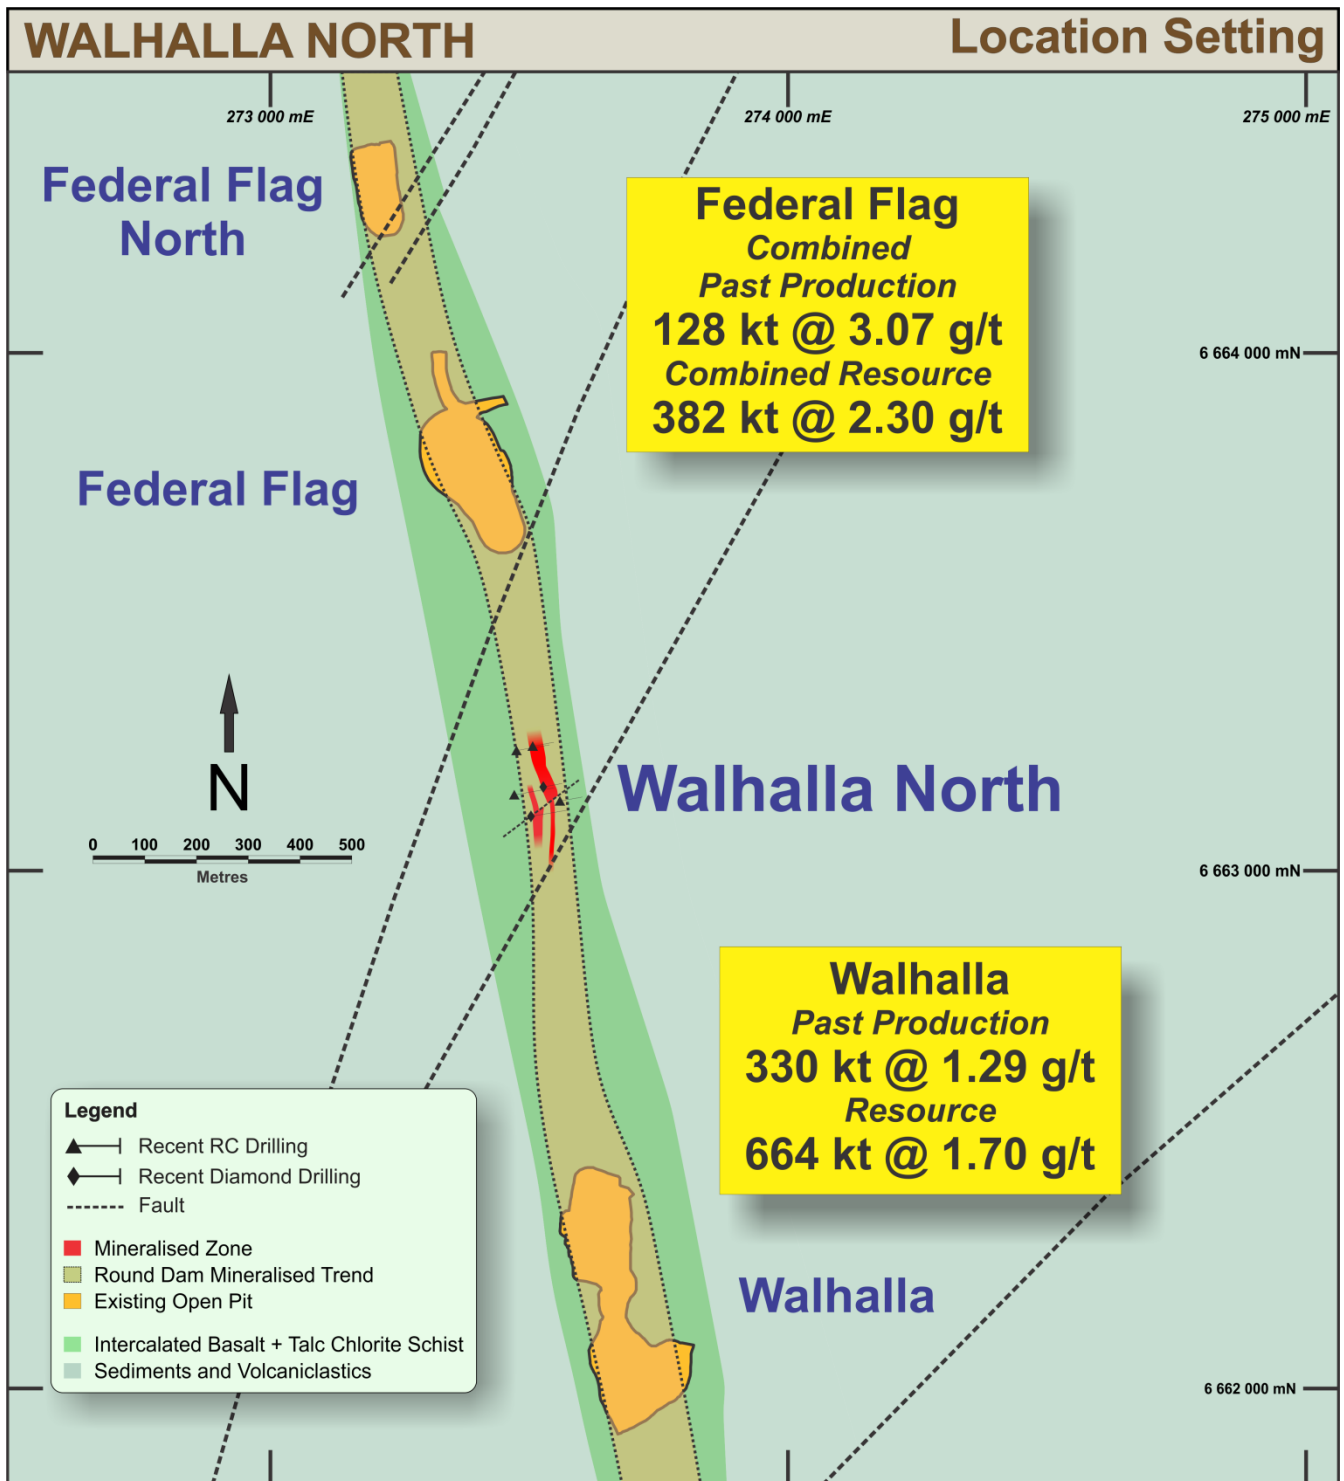 WALHALLA NORTH
Location Setting
273 000 mE
274 000 mE
275 000 mE
Federal Flag
North
Federal Flag
Combined
Past Production
128 kt @ 3.07 g/t
Combined Resource
382 kt @ 2.30 g/t
6 664 000 mN
Federal Flag
N
0 100 200 300 400 500
Metres
Walhalla North
6 663 000 mN
Walhalla
Past Production
330 kt @ 1.29 g/t
Resource
664 kt @ 1.70 g/t
Legend
Recent RC Drilling
Recent Diamond Drilling
Fault
Mineralised Zone
Round Dam Mineralised Trend
Existing Open Pit
Intercalated Basalt + Talc Chlorite Schist
Sediments and Volcaniclastics
Walhalla
6 662 000 mN